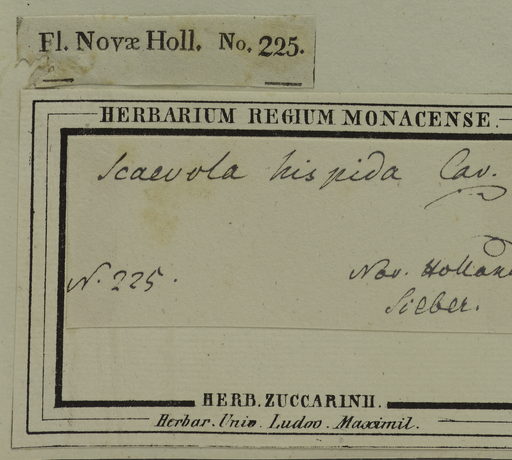 Fl. Novæ Holl. No. 225.
HERBARIUM REGIUM MONACENSE.
Scaevola hispida Cav.
N. 225.
Nov. Holland
Sieber.
HERB. ZUCCARINII.
Herbar. Univ. Ludov. Maximil.